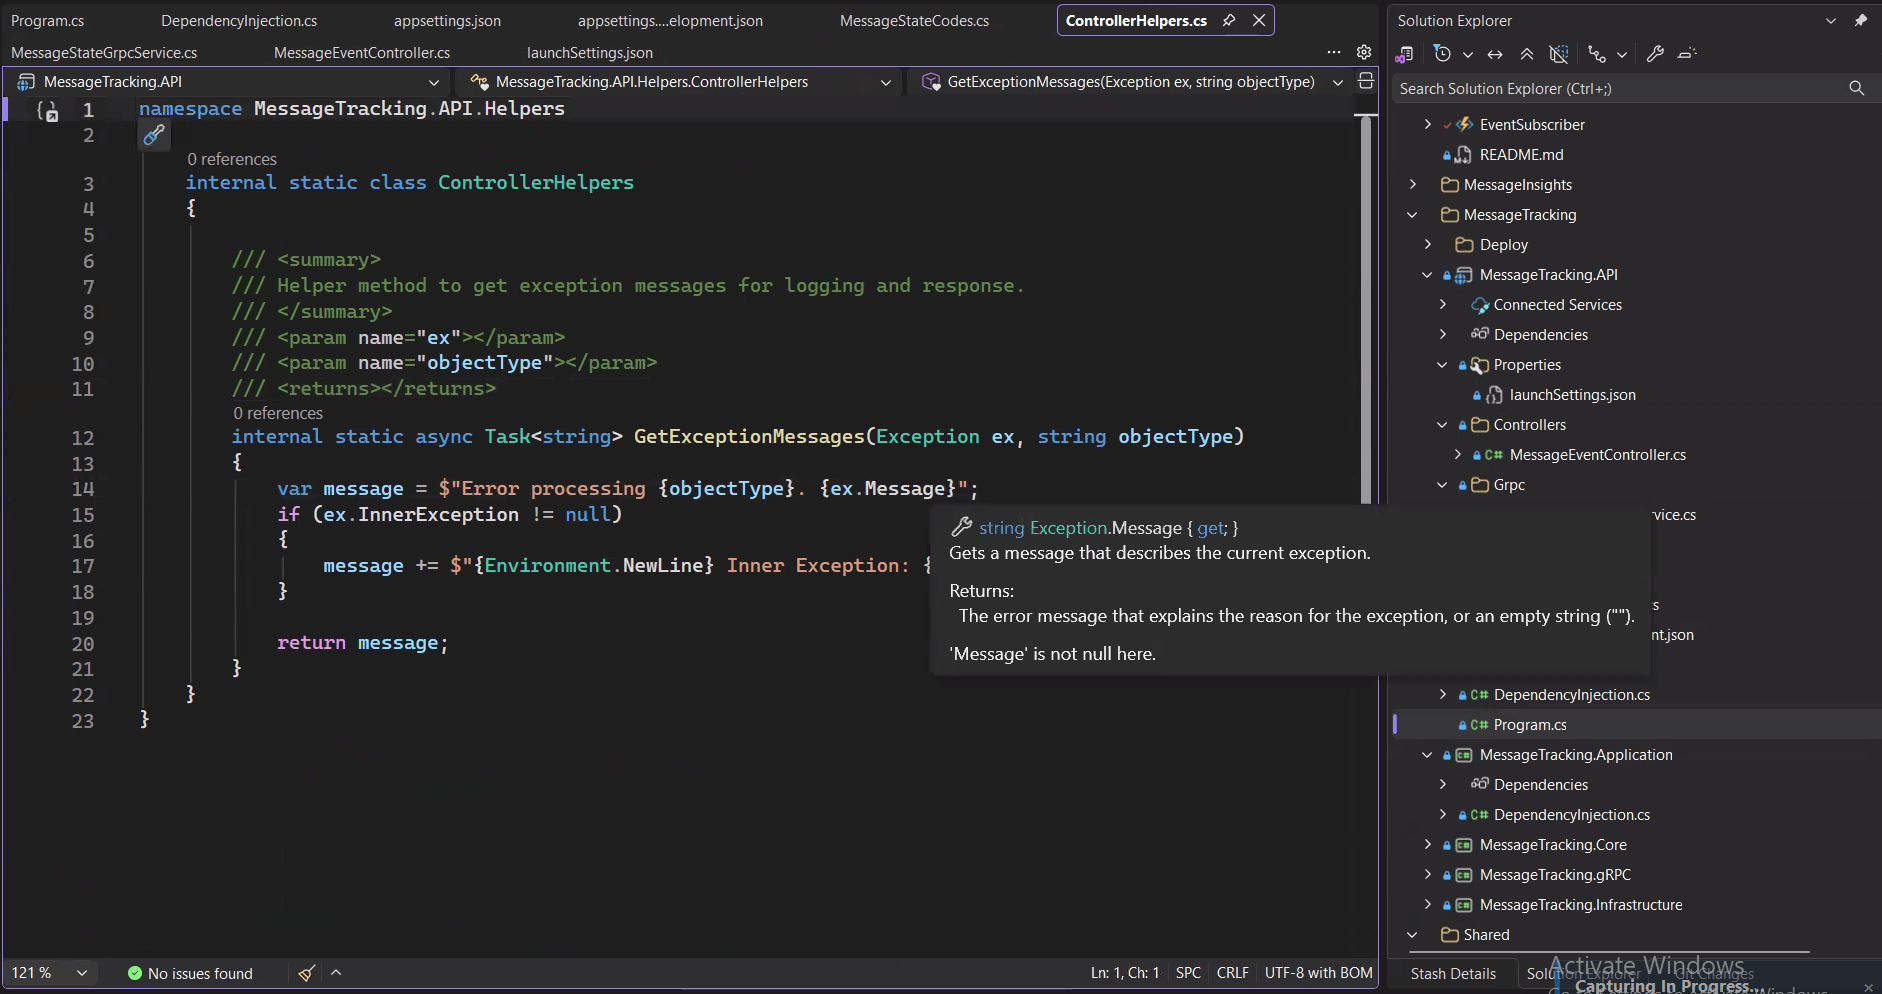 Program.cs DependencyInjection.cs appsettings.json appsettings....elopment.json MessageStateCodes.cs ControllerHelpers.cs
MessageStateGrpcService.cs MessageEventController.cs launchSettings.json
MessageTracking.API MessageTracking.API.Helpers.ControllerHelpers GetExceptionMessages(Exception ex, string objectType)
1 namespace MessageTracking.API.Helpers
2
0 references
3 internal static class ControllerHelpers
4 {
5
6 /// <summary>
7 /// Helper method to get exception messages for logging and response.
8 /// </summary>
9 /// <param name="ex"></param>
10 /// <param name="objectType"></param>
11 /// <returns></returns>
0 references
12 internal static async Task<string> GetExceptionMessages(Exception ex, string objectType)
13 {
14 var message = $"Error processing {objectType}. {ex.Message}";
15 if (ex.InnerException != null)
16 {
17 message += $"{Environment.NewLine} Inner Exception: {
18 }
19
20 return message;
21 }
22 }
23 }
string Exception.Message { get; }
Gets a message that describes the current exception.
Returns:
The error message that explains the reason for the exception, or an empty string ("").
'Message' is not null here.
121 % No issues found Ln: 1, Ch: 1 SPC CRLF UTF-8 with BOM
Solution Explorer
Search Solution Explorer (Ctrl+;)
EventSubscriber
README.md
MessageInsights
MessageTracking
Deploy
MessageTracking.API
Connected Services
Dependencies
Properties
launchSettings.json
Controllers
C# MessageEventController.cs
Grpc
vice.cs
s
nt.json
C# DependencyInjection.cs
C# Program.cs
MessageTracking.Application
Dependencies
C# DependencyInjection.cs
MessageTracking.Core
MessageTracking.gRPC
MessageTracking.Infrastructure
Shared
Stash Details Solution Explorer Git Changes
Activate Windows
Capturing In Progress...